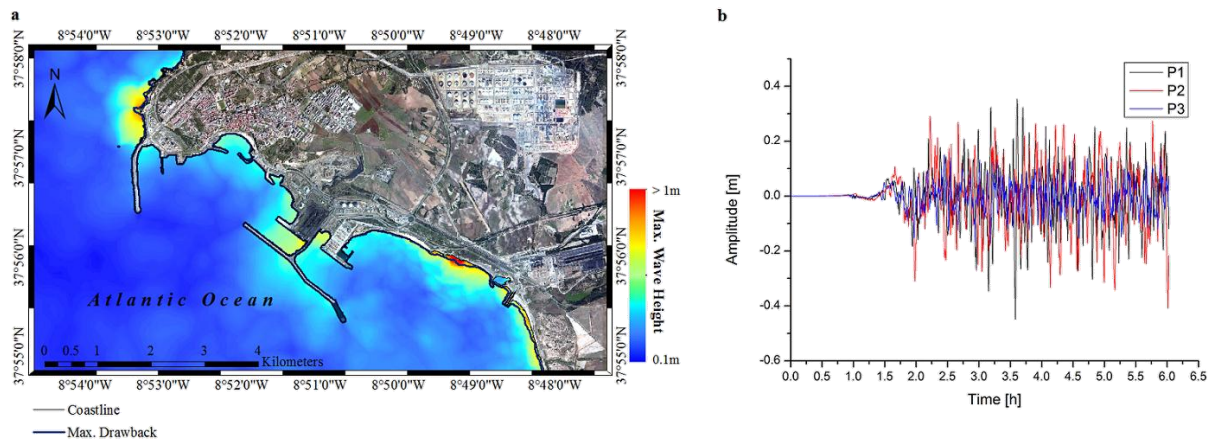 a
8°54'0"W 8°53'0"W 8°52'0"W 8°51'0"W 8°50'0"W 8°49'0"W 8°48'0"W
37°58'0"N
37°57'0"N
37°56'0"N
37°55'0"N
37°58'0"N
37°57'0"N
37°56'0"N
37°55'0"N
N
Atlantic Ocean
0 0.5 1 2 3 4
Kilometers
8°54'0"W 8°53'0"W 8°52'0"W 8°51'0"W 8°50'0"W 8°49'0"W 8°48'0"W
> 1m
Max. Wave Height
0.1m
Coastline
Max. Drawback
b
P1
P2
P3
Amplitude [m]
0.4
0.2
0.0
-0.2
-0.4
-0.6
0.0 0.5 1.0 1.5 2.0 2.5 3.0 3.5 4.0 4.5 5.0 5.5 6.0 6.5
Time [h]